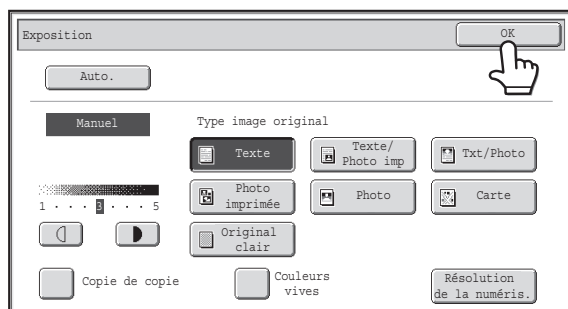 Exposition
OK
Auto.
Manuel
Type image original
Texte
Texte/
Photo imp
Txt/Photo
Photo
imprimée
Photo
Carte
1 · · · 3 · · · 5
Original
clair
Copie de copie
Couleurs
vives
Résolution
de la numéris.